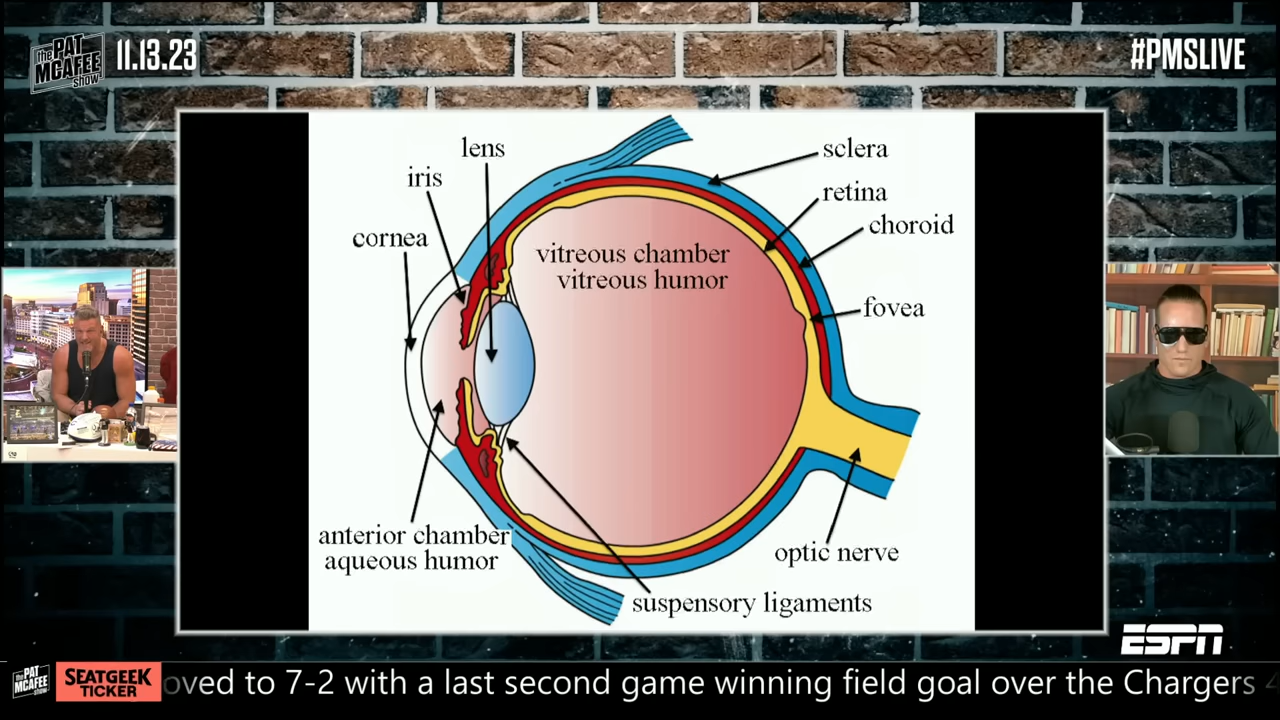 the
PAT
MCAFEE
show
11.13.23
#PMSLIVE
lens
iris
cornea
sclera
retina
choroid
fovea
vitreous chamber
vitreous humor
anterior chamber
aqueous humor
optic nerve
suspensory ligaments
ESPN
the
PAT
MCAFEE
show
SEATGEEK
TICKER
oved to 7-2 with a last second game winning field goal over the Chargers 4